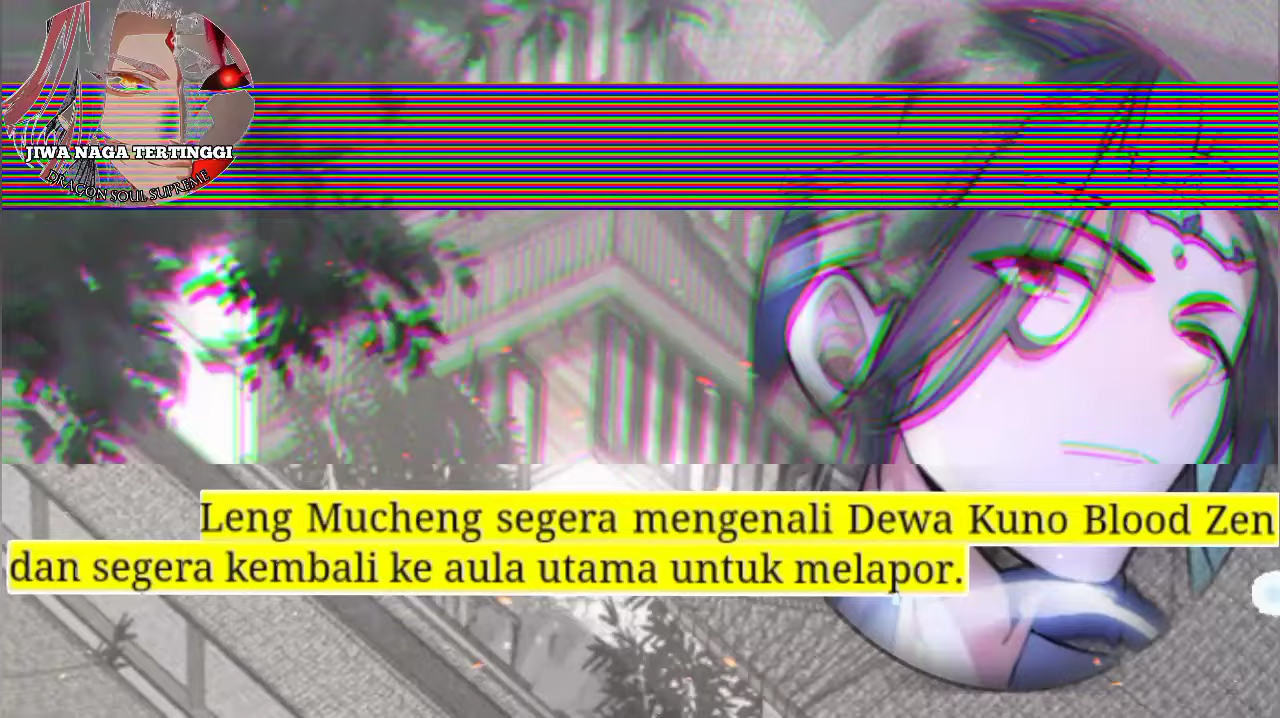 JIWA NAGA TERTINGGI
DRAGON SOUL SUPREME
Leng Mucheng segera mengenali Dewa Kuno Blood Zen
dan segera kembali ke aula utama untuk melapor.